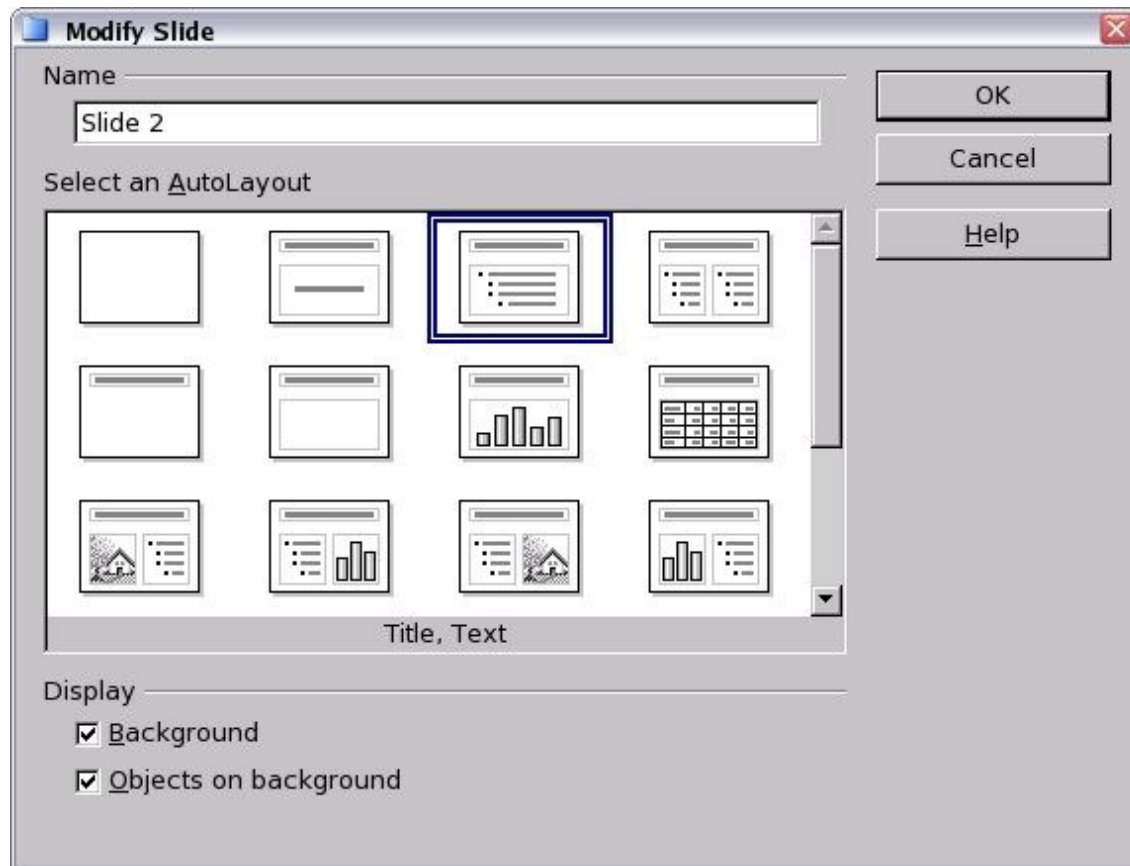 Modify Slide
Name
OK
Slide 2
Cancel
Select an AutoLayout
Help
Title, Text
Display
Background
Objects on background